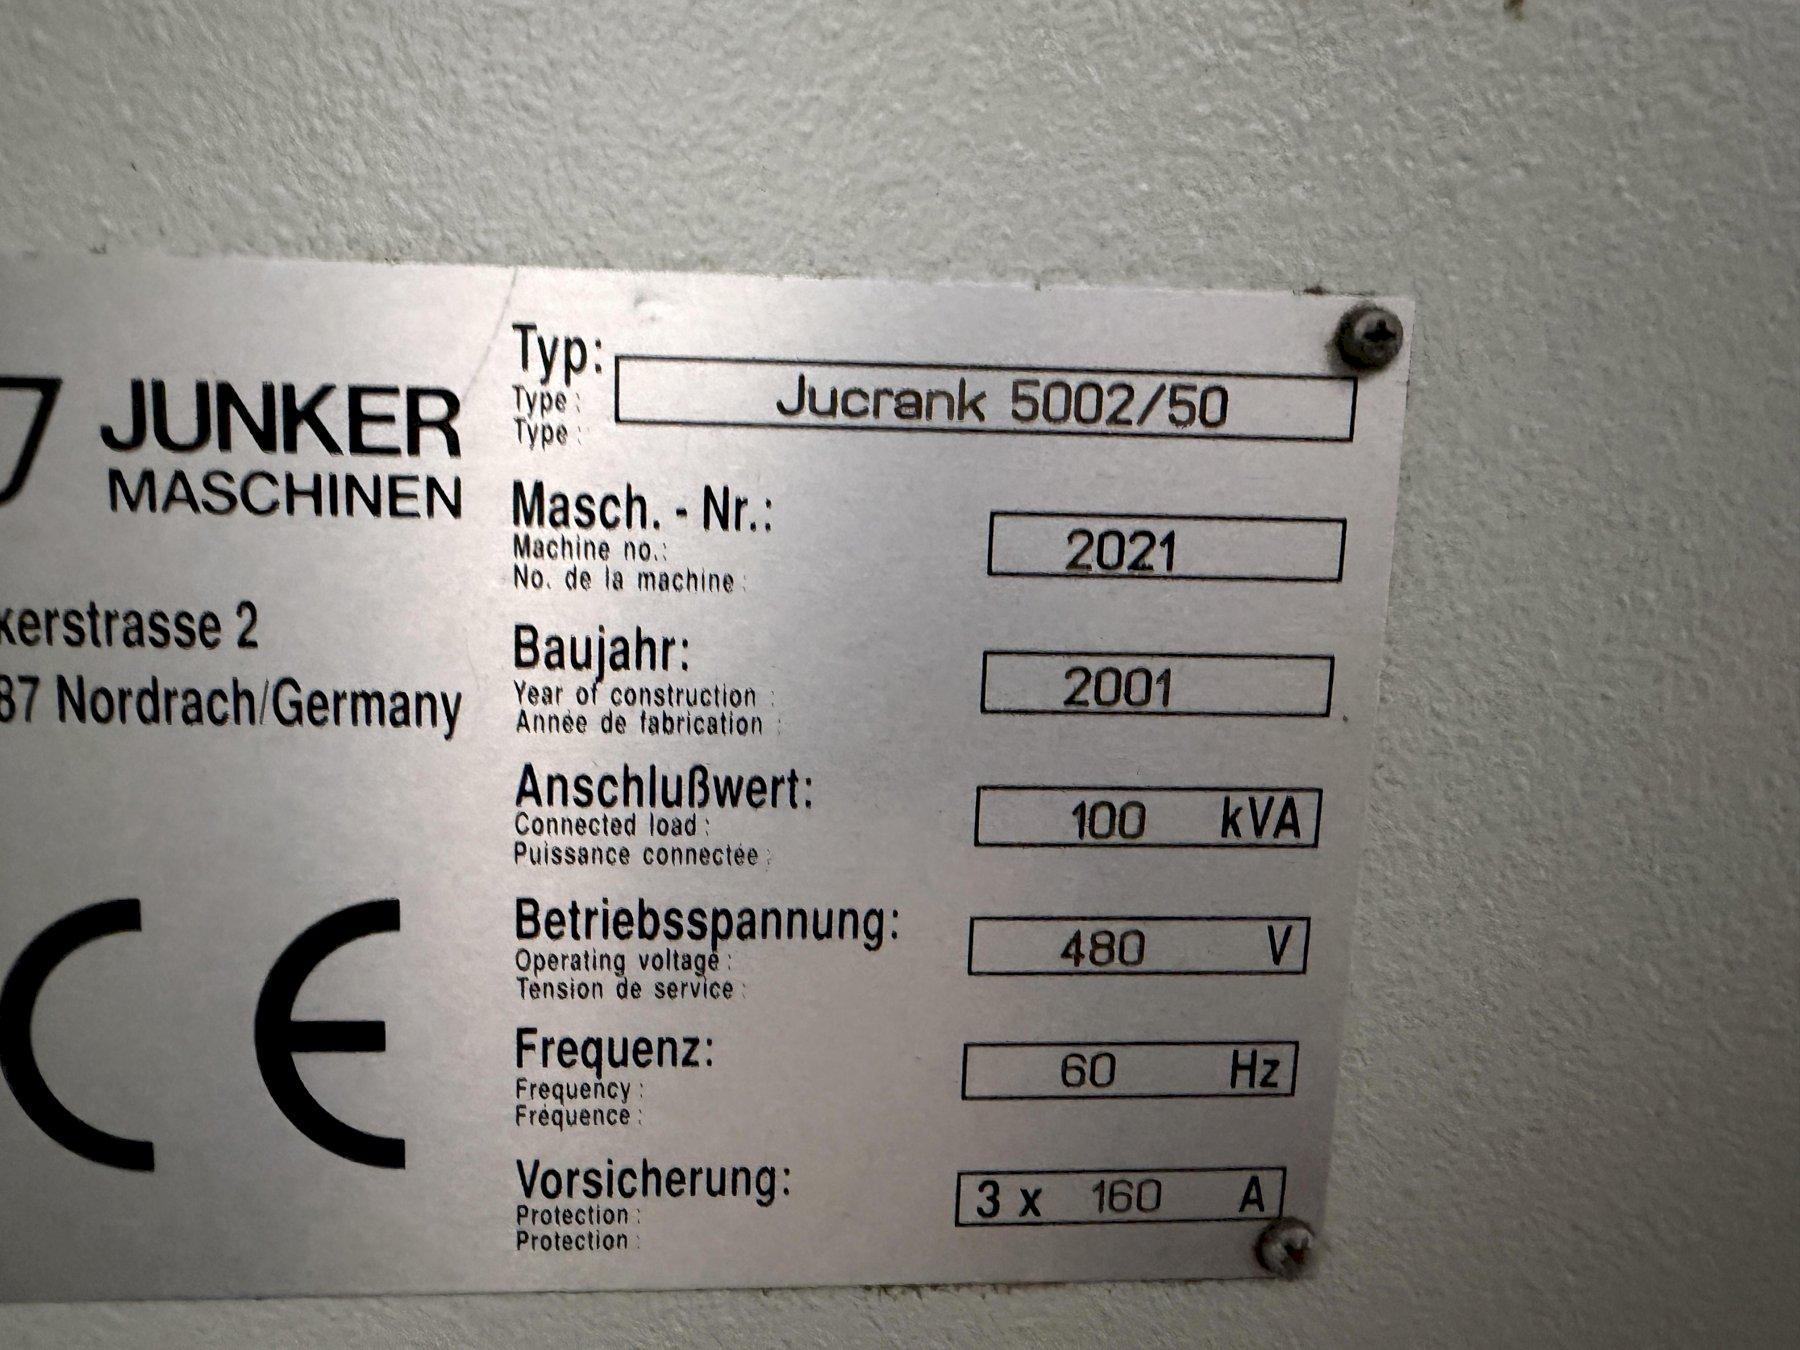 JUNKER
MASCHINEN
kerstrasse 2
87 Nordrach/Germany
CE
Typ:
Type:
Type:
Jucrank 5002/50
Masch. - Nr.:
Machine no.:
No. de la machine:
2021
Baujahr:
Year of construction:
Année de fabrication:
2001
Anschlußwert:
Connected load:
Puissance connectée:
100 kVA
Betriebsspannung:
Operating voltage:
Tension de service:
480 V
Frequenz:
Frequency:
Fréquence:
60 Hz
Vorsicherung:
Protection:
Protection:
3 x 160 A